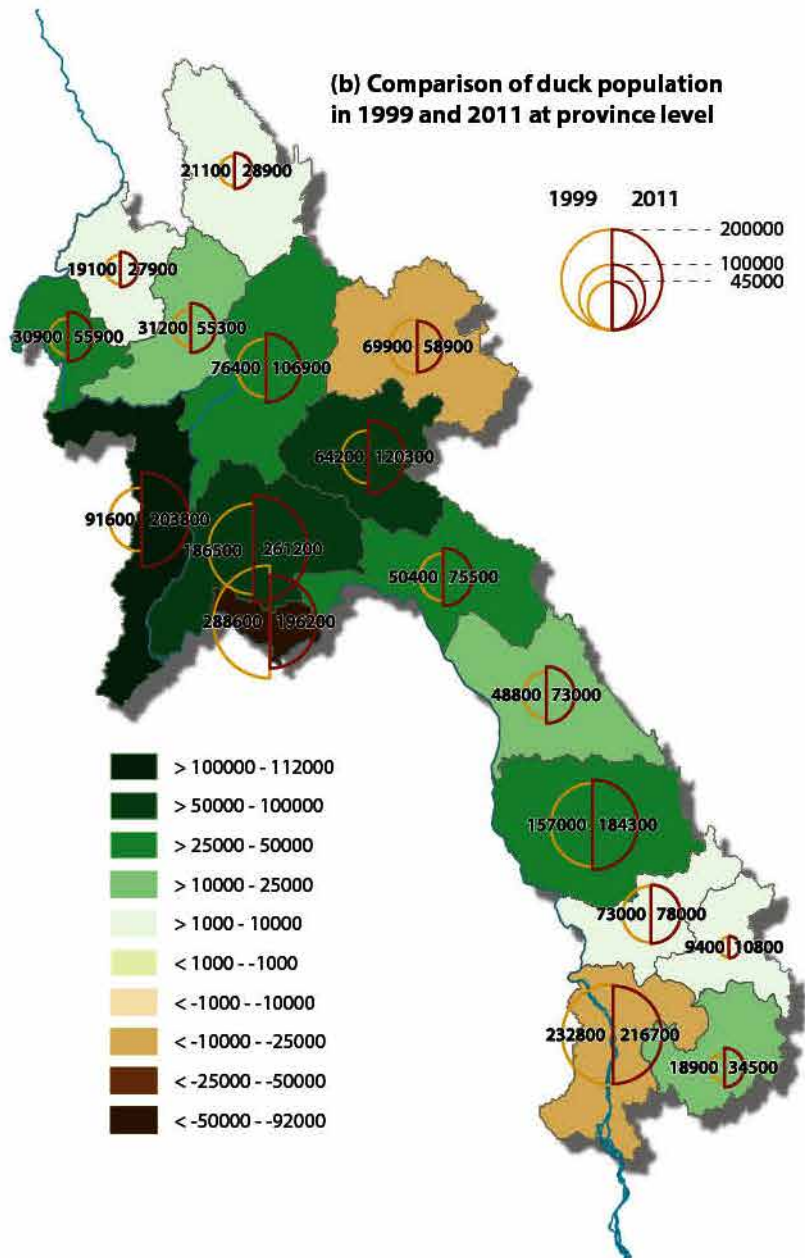 (b) Comparison of duck population
in 1999 and 2011 at province level
21100 28900
1999 2011
200000
100000
45000
19100 27900
30900 55900
31200 55300
76400 106900
69900 58900
64200 120300
91600 203800
186500 261200
50400 75500
288600 196200
48800 73000
> 100000 - 112000
> 50000 - 100000
> 25000 - 50000
> 10000 - 25000
> 1000 - 10000
< 1000 - -1000
< -1000 - -10000
< -10000 - -25000
< -25000 - -50000
< -50000 - -92000
157000 184300
73000 78000
9400 10800
232800 216700
18900 34500